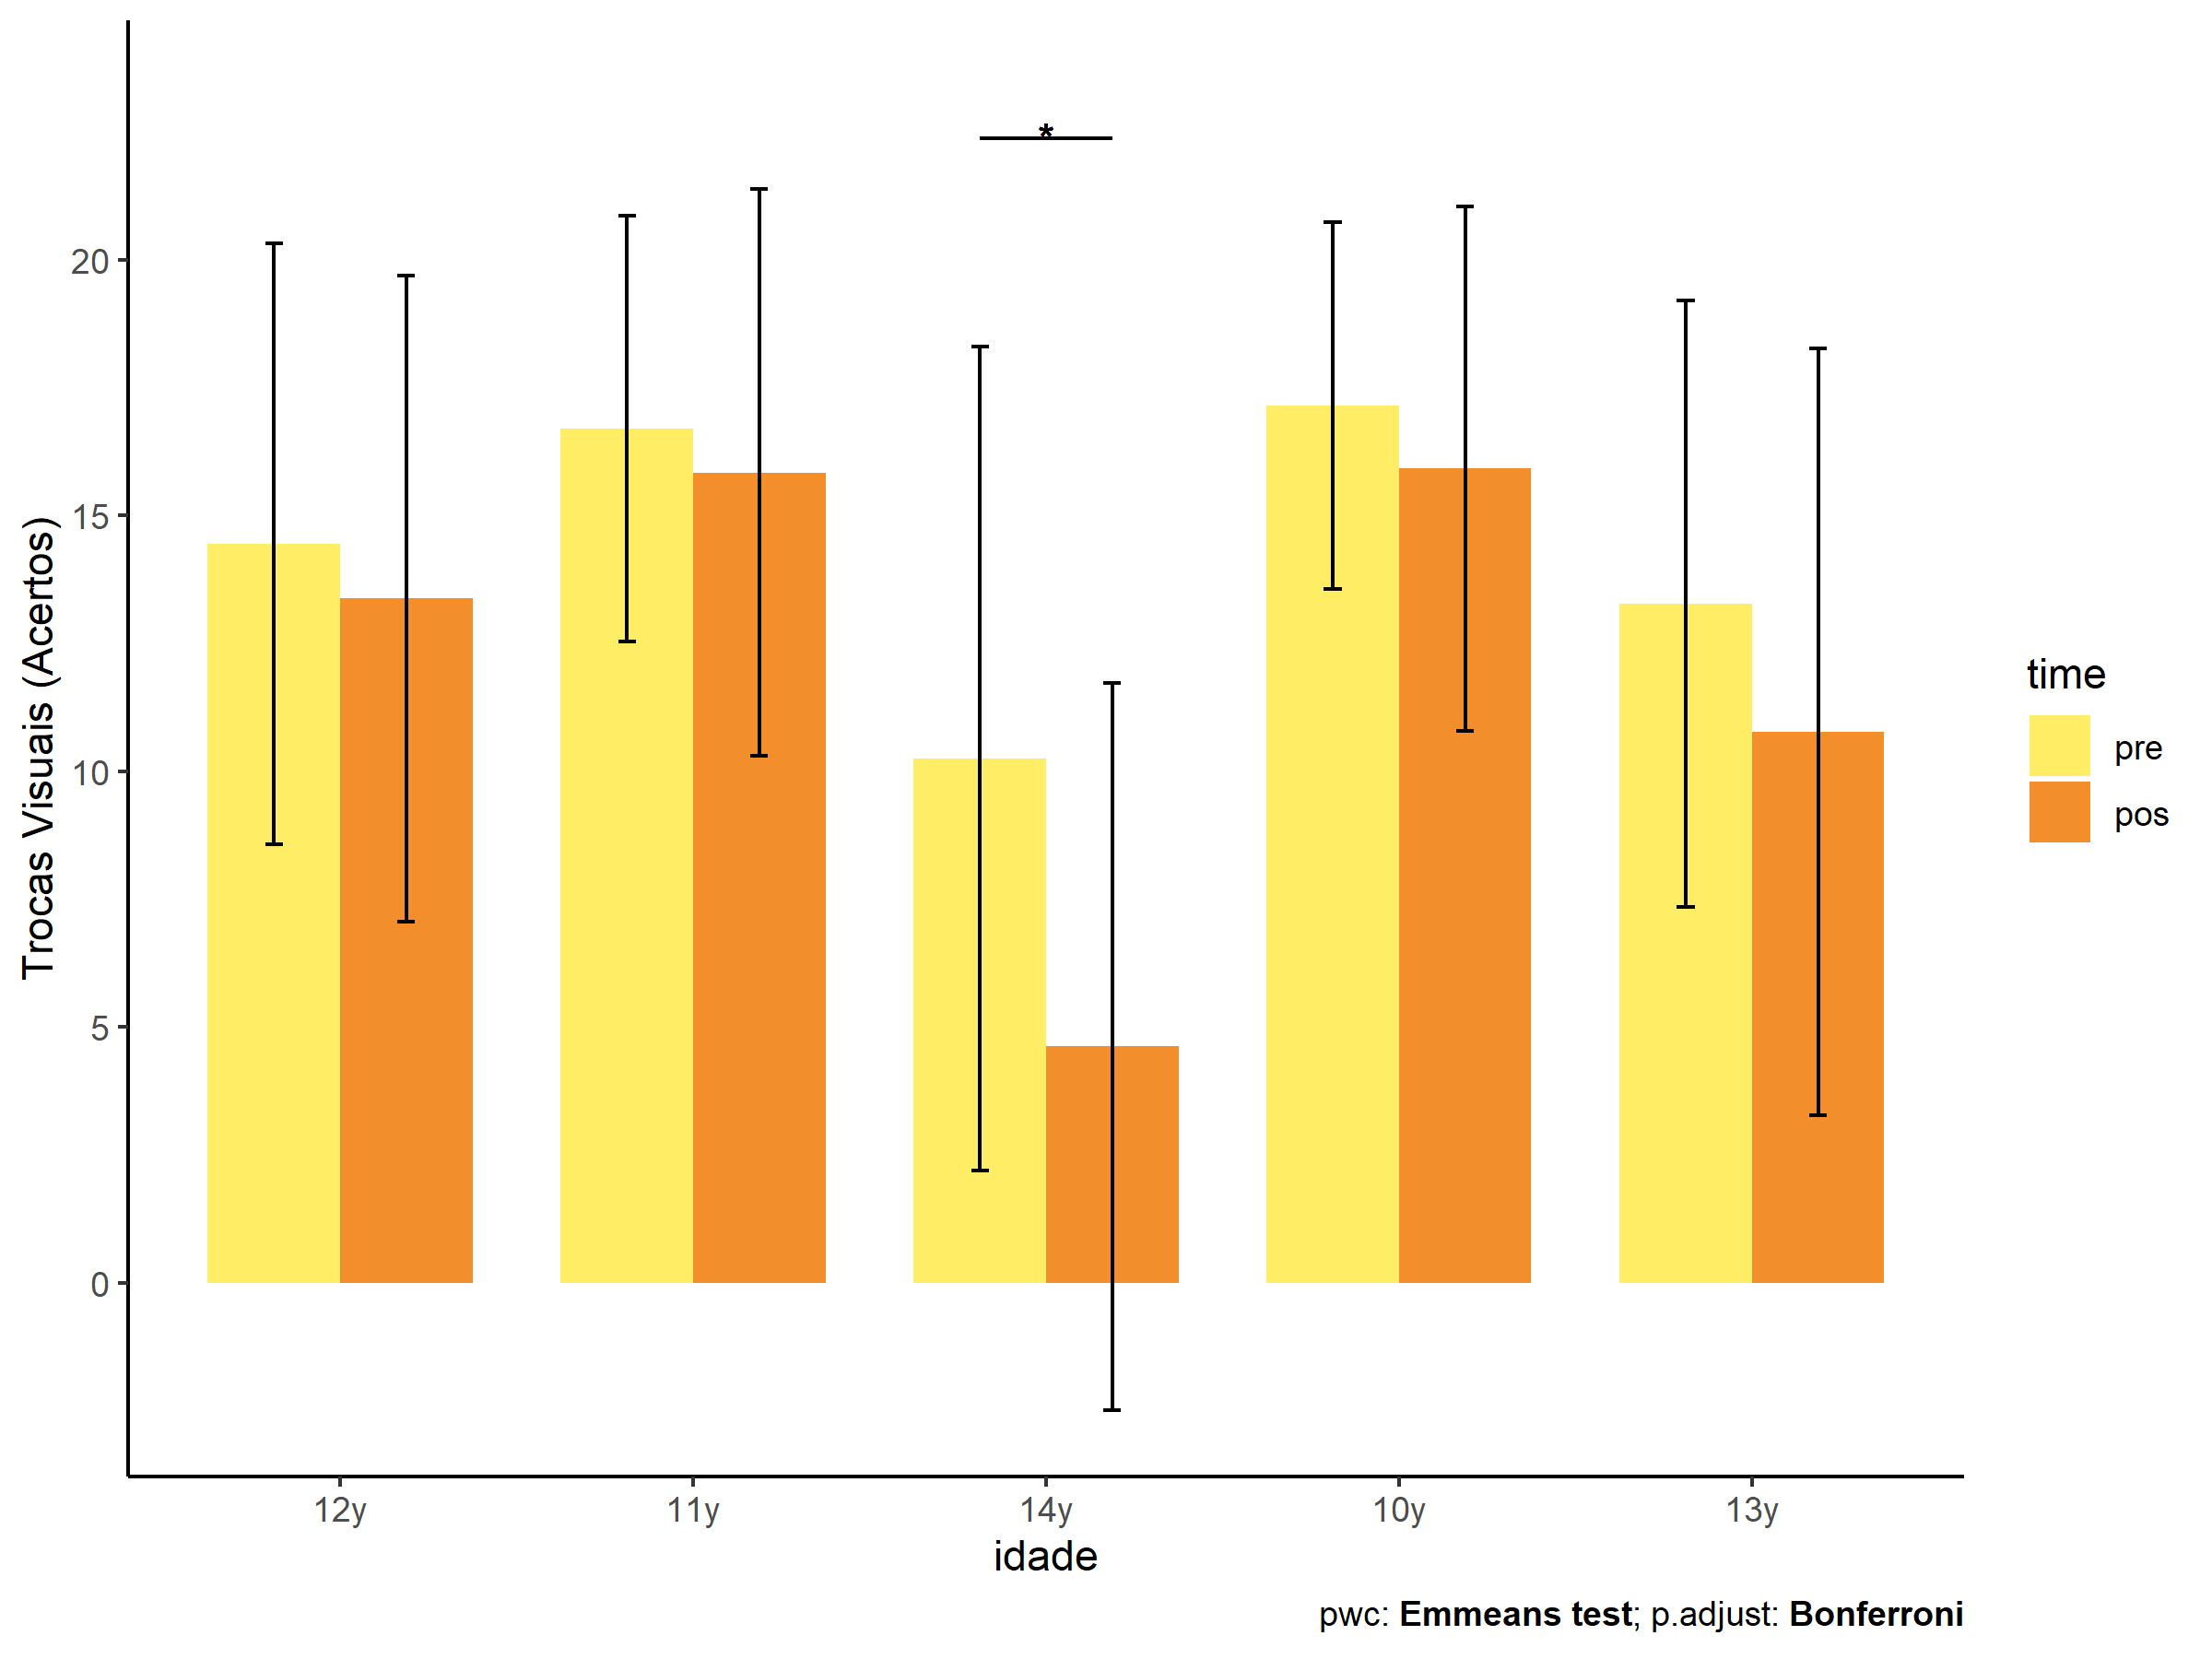 Trocas Visuais (Acertos)
20
15
10
5
0
*
12y 11y 14y 10y 13y
idade
time
pre
pos
pwc: Emmeans test; p.adjust: Bonferroni